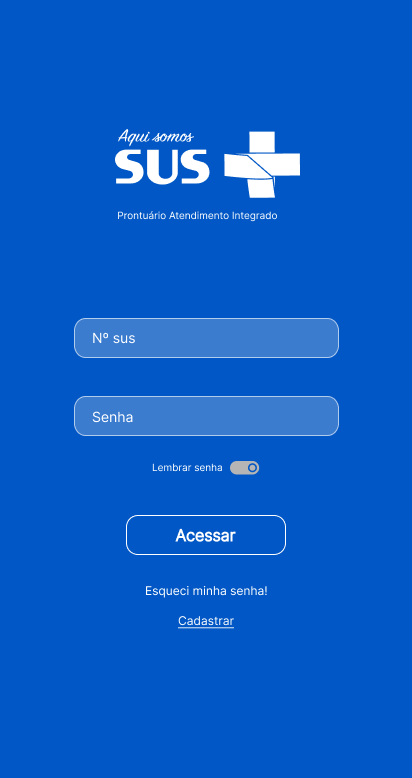 Aqui somos
SUS
Prontuário Atendimento Integrado
Nº sus
Senha
Lembrar senha
Acessar
Esqueci minha senha!
Cadastrar